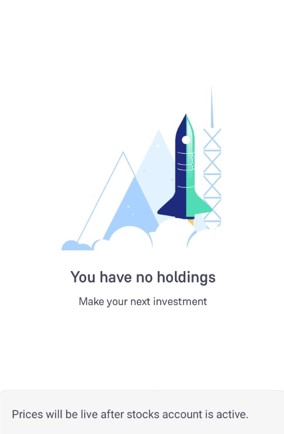 You have no holdings
Make your next investment
Prices will be live after stocks account is active.